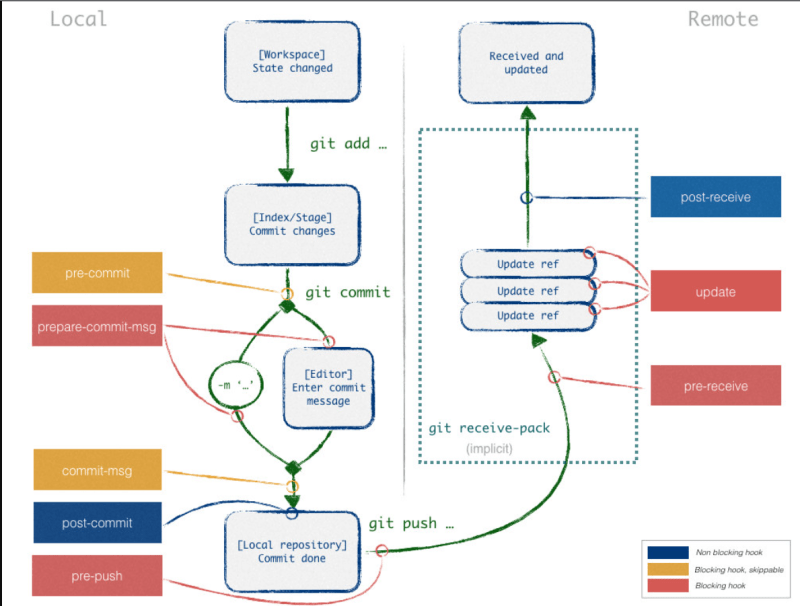 Local
Remote
[Workspace]
State changed
Received and
updated
git add …
post-receive
[Index/Stage]
Commit changes
pre-commit
git commit
Update ref
Update ref
Update ref
update
prepare-commit-msg
-m ‘…’
[Editor]
Enter commit
message
pre-receive
git receive-pack
(implicit)
commit-msg
post-commit
git push …
[Local repository]
Commit done
pre-push
Non blocking hook
Blocking hook, skippable
Blocking hook